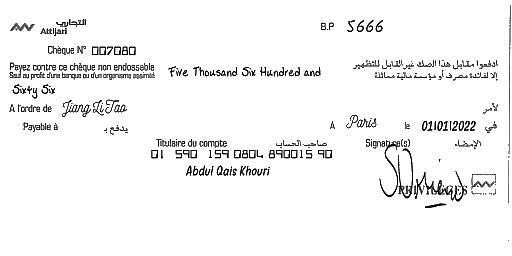 التجاري
Attijari
B.P 5666
Chèque N° 007080
Payez contre ce chèque non endossable
Sauf au profit d'une banque ou d'un organisme assimilé
ادفعوا مقابل هذا الصك غير القابل للتظهير
إلا لفائدة مصرف أو مؤسسة مالية مماثلة
Five Thousand Six Hundred and
Sixty Six
A l'ordre de Jiang Li Tao
لأمر
Payable à يدفع بـ
A Paris le 01/01/2022 في
Titulaire du compte صاحب الحساب
Signature(s) الإمضاء
01 590 159 0804 890015 90
Abdul Qais Khouri
PRIVILEGES